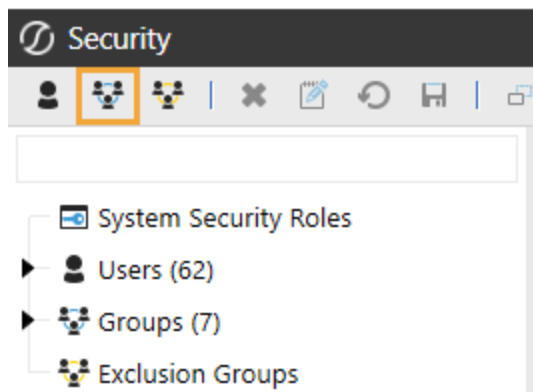 Security
System Security Roles
Users (62)
Groups (7)
Exclusion Groups